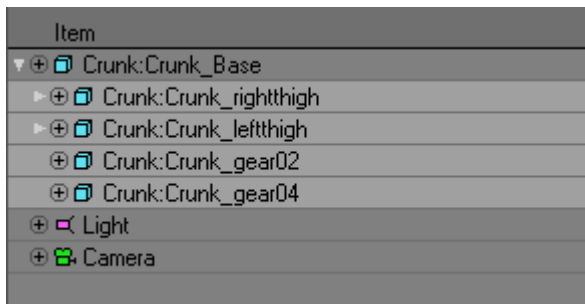 Item
Crunk:Crunk_Base
Crunk:Crunk_rightthigh
Crunk:Crunk_leftthigh
Crunk:Crunk_gear02
Crunk:Crunk_gear04
Light
Camera